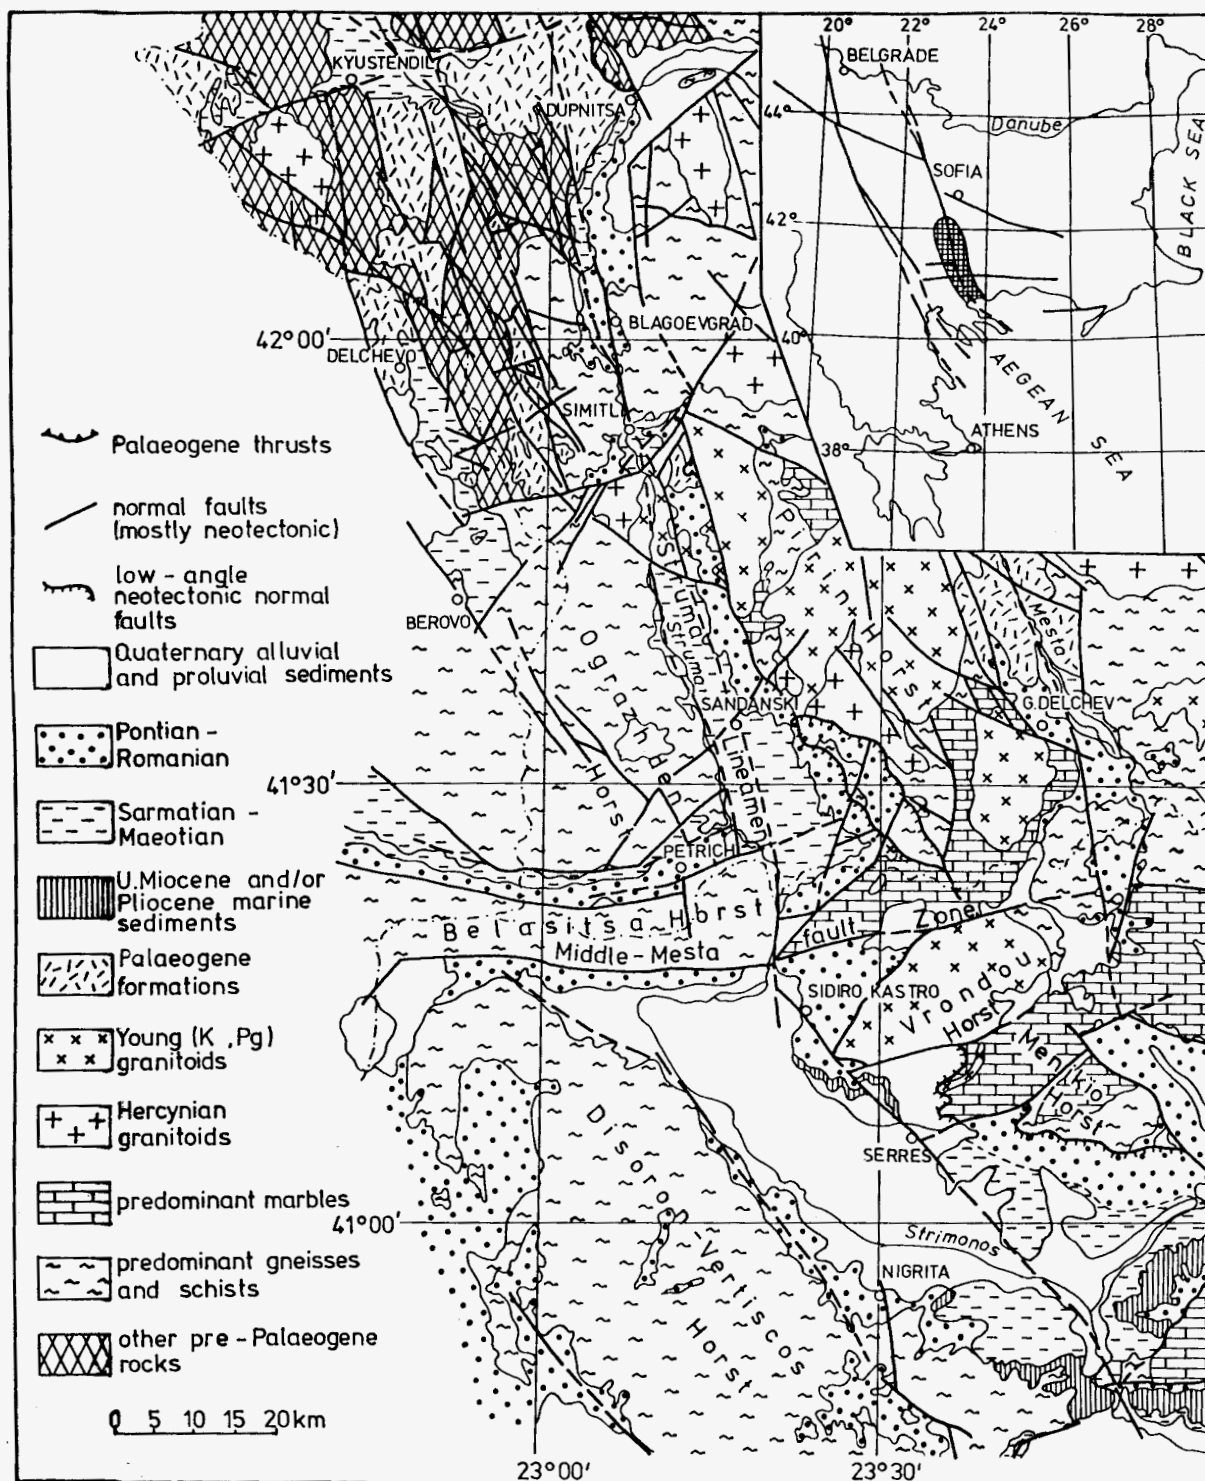 20°
22°
24°
26°
28°
KYUSTENDIL
BELGRADE
DUPNITSA
44°
Danube
BLACK SEA
SOFIA
42°
BLAGOEVGRAD
42°00'
40°
DELCHEVO
AEGEAN SEA
SIMITLI
ATHENS
38°
Palaeogene thrusts
normal faults
(mostly neotectonic)
low - angle
neotectonic normal
faults
Quaternary alluvial
and proluvial sediments
Pontian -
Romanian
Sarmatian -
Maeotian
U.Miocene and/or
Pliocene marine
sediments
Palaeogene
formations
Young (K ,Pg)
granitoids
Hercynian
granitoids
predominant marbles
predominant gneisses
and schists
other pre - Palaeogene
rocks
0 5 10 15 20km
Pirin Horst
Struma Lineament
Struma
Mesta
BEROVO
Ograzhden
Horst
SANDANSKI
G.DELCHEV
41°30'
PETRICH
Belasitsa Horst
Middle-Mesta fault Zone
SIDIRO KASTRO
Vrondou
Horst
Menikio
Horst
Disoro - Vertiscos
Horst
SERRES
41°00'
Strimonos
NIGRITA
23°00'
23°30'